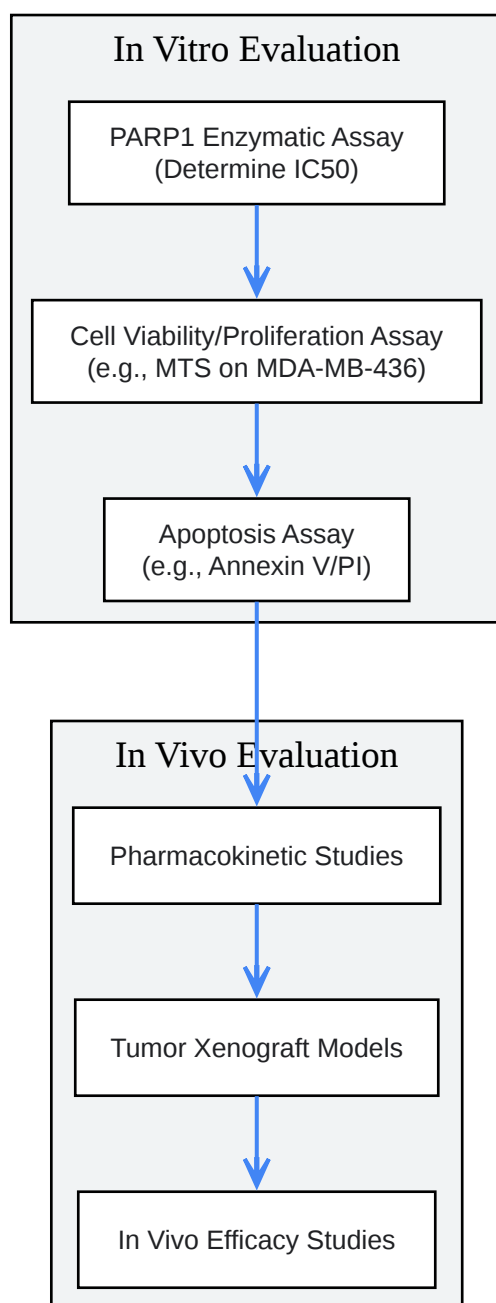 In Vitro Evaluation
PARP1 Enzymatic Assay
(Determine IC50)
Cell Viability/Proliferation Assay
(e.g., MTS on MDA-MB-436)
Apoptosis Assay
(e.g., Annexin V/PI)
In Vivo Evaluation
Pharmacokinetic Studies
Tumor Xenograft Models
In Vivo Efficacy Studies